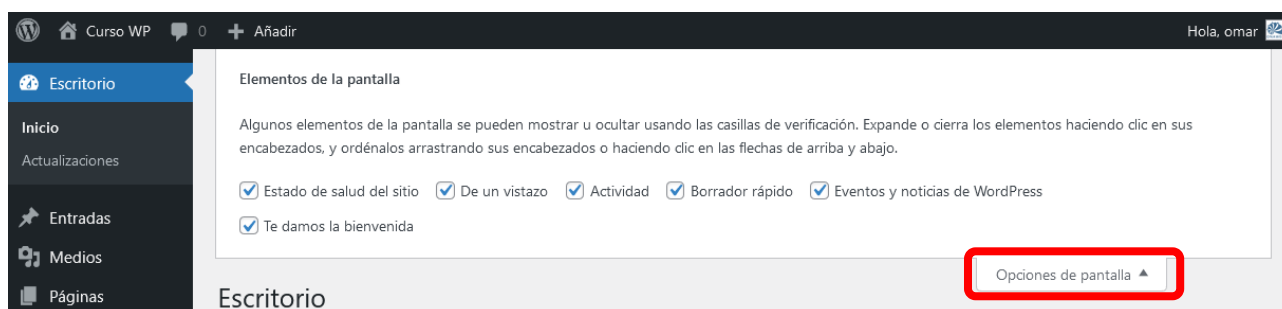 Curso WP 0 + Añadir Hola, omar
Escritorio
Inicio
Actualizaciones
Entradas
Medios
Páginas
Elementos de la pantalla
Algunos elementos de la pantalla se pueden mostrar u ocultar usando las casillas de verificación. Expande o cierra los elementos haciendo clic en sus
encabezados, y ordénalos arrastrando sus encabezados o haciendo clic en las flechas de arriba y abajo.
Estado de salud del sitio De un vistazo Actividad Borrador rápido Eventos y noticias de WordPress
Te damos la bienvenida
Opciones de pantalla
Escritorio